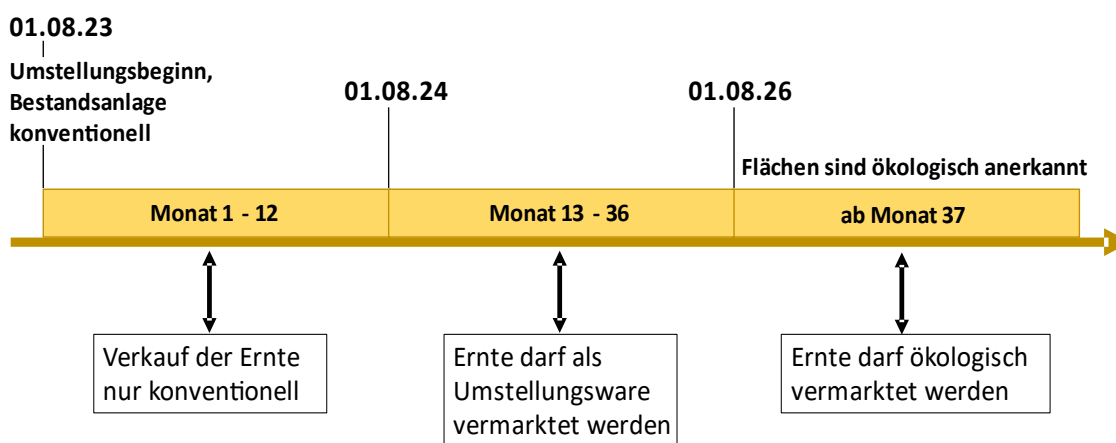 01.08.23
Umstellungsbeginn,
Bestandsanlage
konventionell
01.08.24
01.08.26
Flächen sind ökologisch anerkannt
Monat 1 - 12
Monat 13 - 36
ab Monat 37
Verkauf der Ernte
nur konventionell
Ernte darf als
Umstellungsware
vermarktet werden
Ernte darf ökologisch
vermarktet werden